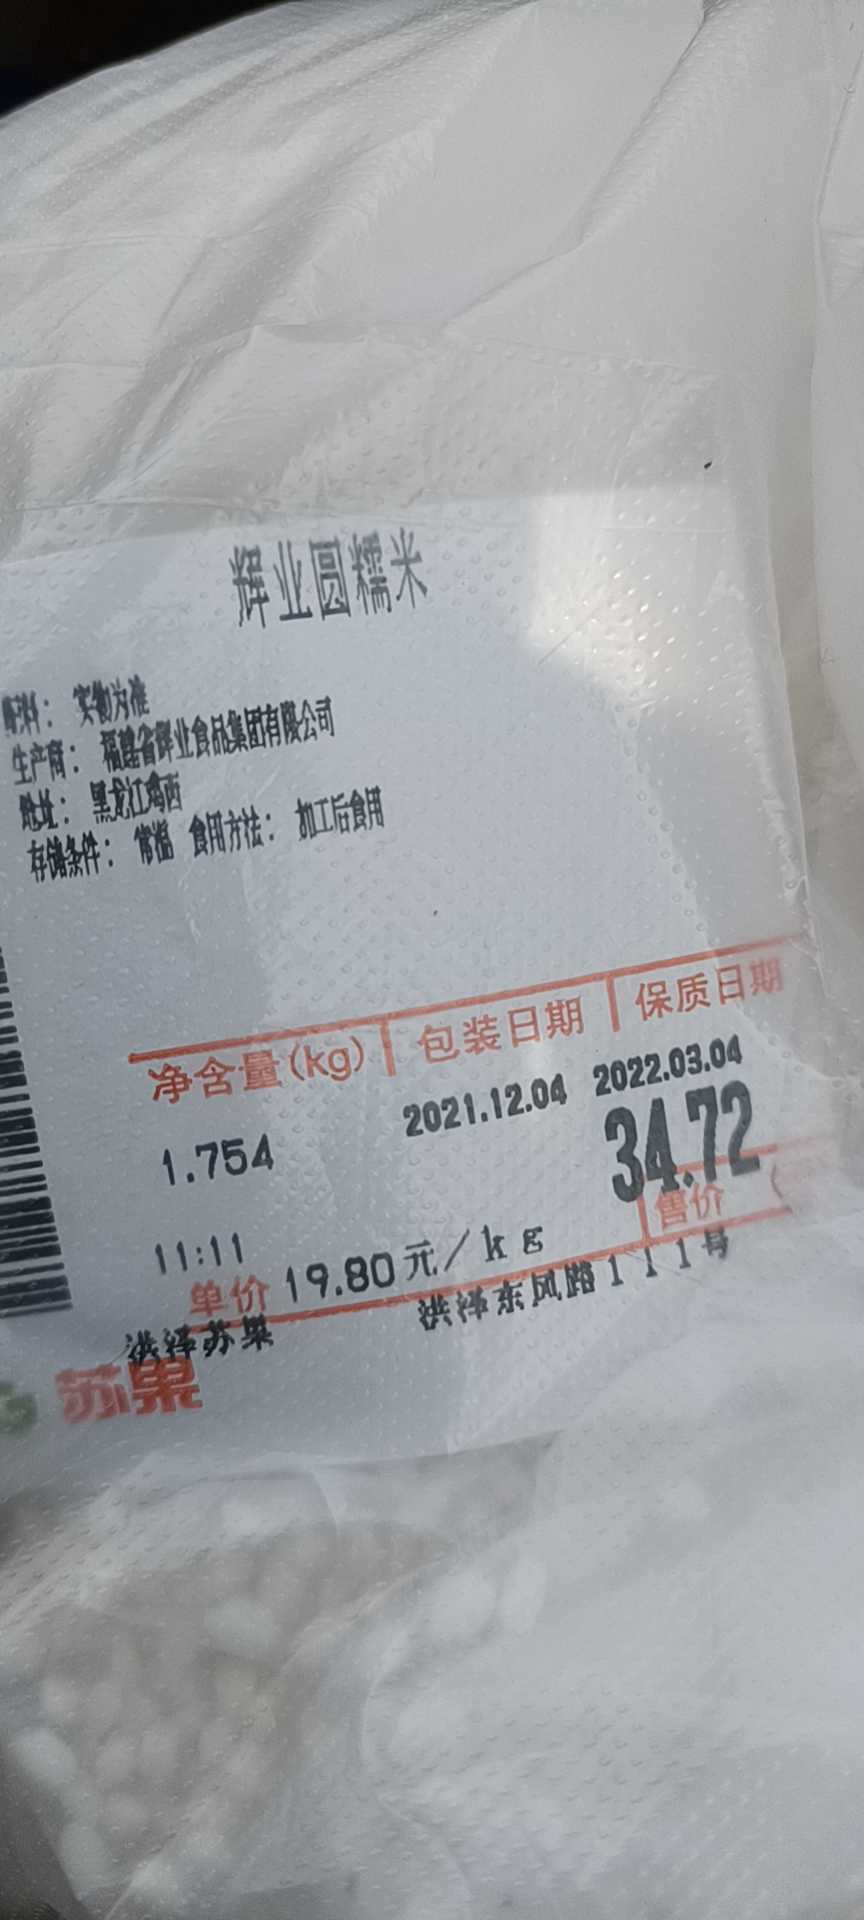 辉业圆糯米
配料： 实物为准
生产商： 福建省辉业食品集团有限公司
地址： 黑龙江鸡西
存储条件： 常温 食用方法： 加工后食用
净含量(kg) 包装日期 保质日期
1.754 2021.12.04 2022.03.04
34.72
11:11 售价
单价 19.80元/kg
洪泽苏果 洪泽东风路111号
苏果